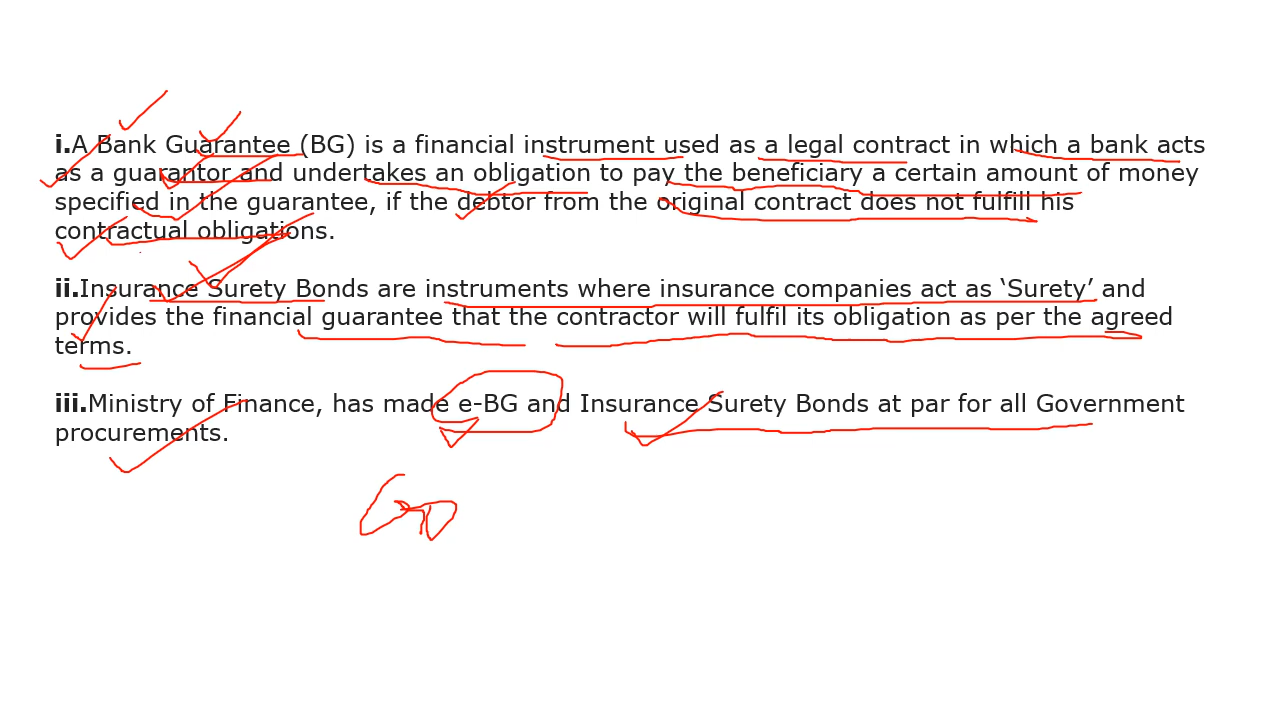 i.A Bank Guarantee (BG) is a financial instrument used as a legal contract in which a bank acts
as a guarantor and undertakes an obligation to pay the beneficiary a certain amount of money
specified in the guarantee, if the debtor from the original contract does not fulfill his
contractual obligations.
ii.Insurance Surety Bonds are instruments where insurance companies act as ‘Surety’ and
provides the financial guarantee that the contractor will fulfil its obligation as per the agreed
terms.
iii.Ministry of Finance, has made e-BG and Insurance Surety Bonds at par for all Government
procurements.